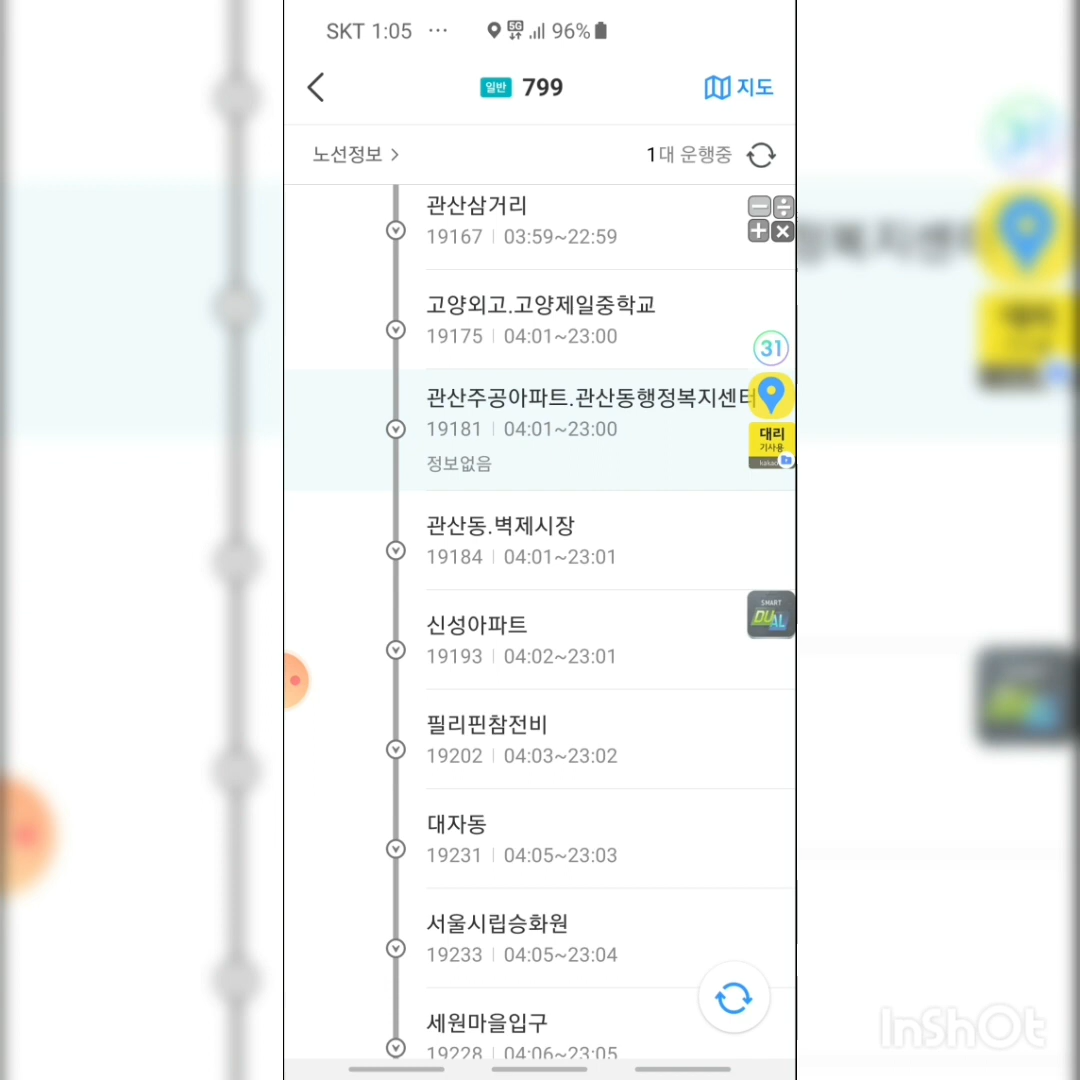 SKT 1:05 ··· 5G 96%
일반 799 지도
노선정보 > 1대 운행중
관산삼거리
19167 | 03:59~22:59
고양외고.고양제일중학교
19175 | 04:01~23:00
31
관산주공아파트.관산동행정복지센터
19181 | 04:01~23:00
정보없음
대리
기사용
관산동.벽제시장
19184 | 04:01~23:01
신성아파트
19193 | 04:02~23:01
SMART
DUAL
필리핀참전비
19202 | 04:03~23:02
대자동
19231 | 04:05~23:03
서울시립승화원
19233 | 04:05~23:04
세원마을입구
19228 | 04:06~23:05
InShOt